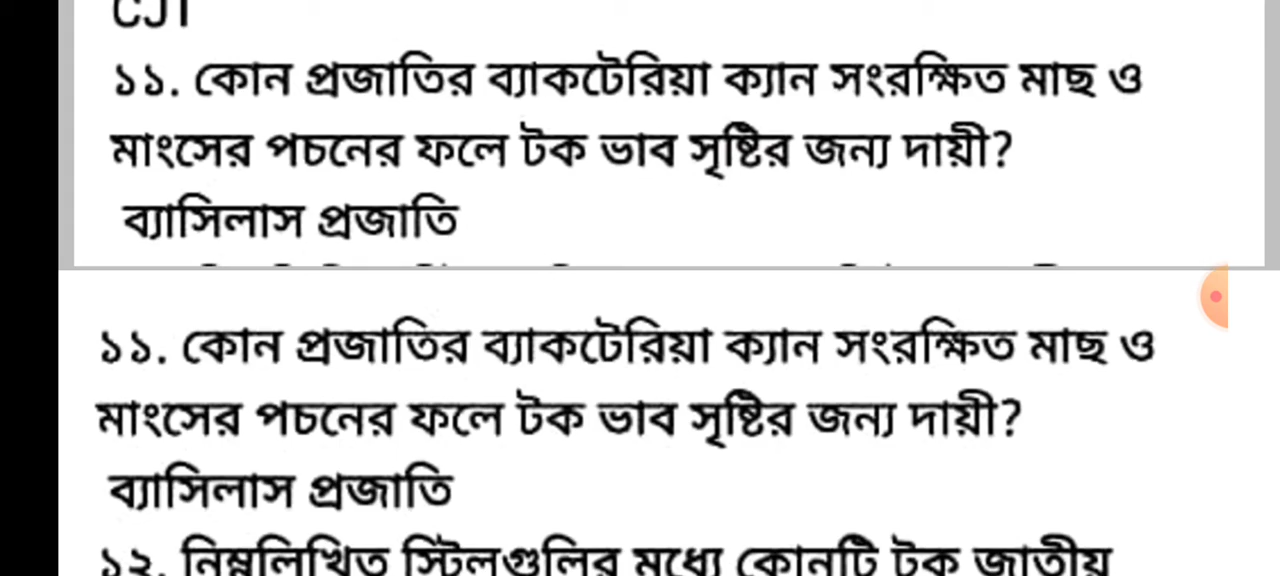 ১১. কোন প্রজাতির ব্যাকটেরিয়া ক্যান সংরক্ষিত মাছ ও
মাংসের পচনের ফলে টক ভাব সৃষ্টির জন্য দায়ী?
ব্যাসিলাস প্রজাতি
১১. কোন প্রজাতির ব্যাকটেরিয়া ক্যান সংরক্ষিত মাছ ও
মাংসের পচনের ফলে টক ভাব সৃষ্টির জন্য দায়ী?
ব্যাসিলাস প্রজাতি
১২. নিম্নলিখিত স্টিলগুলির মধ্যে কোনটি টক জাতীয়